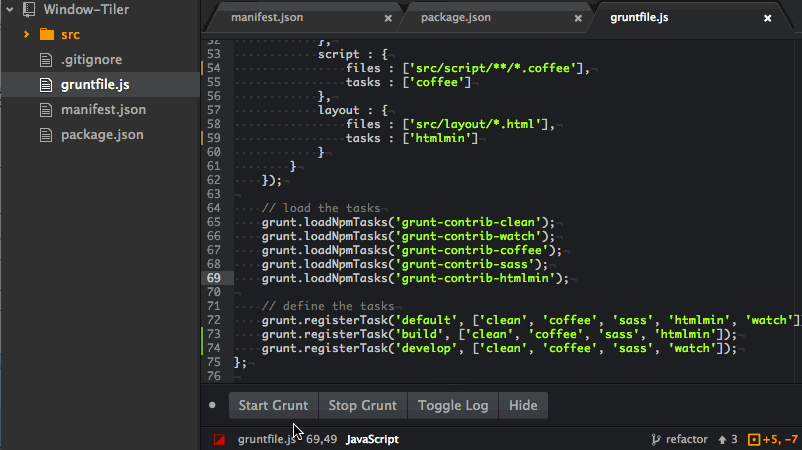 Window-Tiler
src
.gitignore
gruntfile.js
manifest.json
package.json
manifest.json
package.json
gruntfile.js
52 },
53 script : {
54 files : ['src/script/**/*.coffee'],
55 tasks : ['coffee']
56 },
57 layout : {
58 files : ['src/layout/*.html'],
59 tasks : ['htmlmin']
60 }
61 }
62 });
63
64 // load the tasks
65 grunt.loadNpmTasks('grunt-contrib-clean');
66 grunt.loadNpmTasks('grunt-contrib-watch');
67 grunt.loadNpmTasks('grunt-contrib-coffee');
68 grunt.loadNpmTasks('grunt-contrib-sass');
69 grunt.loadNpmTasks('grunt-contrib-htmlmin');
70
71 // define the tasks
72 grunt.registerTask('default', ['clean', 'coffee', 'sass', 'htmlmin', 'watch']
73 grunt.registerTask('build', ['clean', 'coffee', 'sass', 'htmlmin']);
74 grunt.registerTask('develop', ['clean', 'coffee', 'sass', 'watch']);
75 };
76
Start Grunt Stop Grunt Toggle Log Hide
gruntfile.js 69,49 JavaScript refactor 3 +5, -7